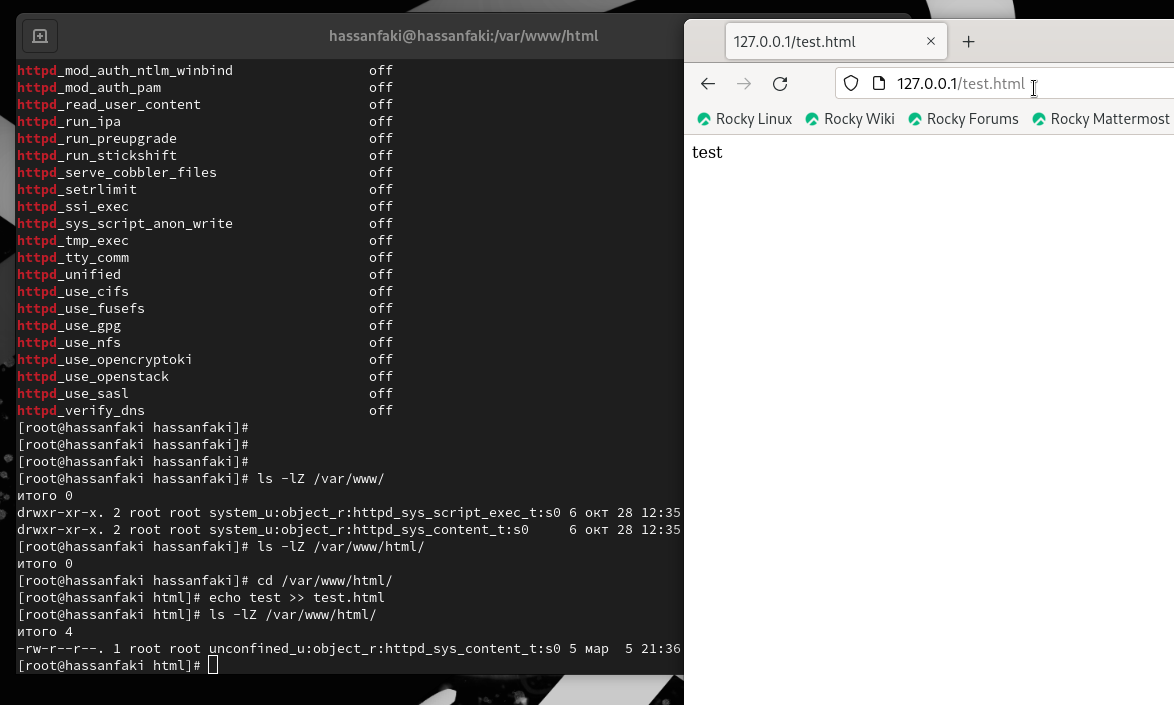 hassanfaki@hassanfaki:/var/www/html
httpd_mod_auth_ntlm_winbind off
httpd_mod_auth_pam off
httpd_read_user_content off
httpd_run_ipa off
httpd_run_preupgrade off
httpd_run_stickshift off
httpd_serve_cobbler_files off
httpd_setrlimit off
httpd_ssi_exec off
httpd_sys_script_anon_write off
httpd_tmp_exec off
httpd_tty_comm off
httpd_unified off
httpd_use_cifs off
httpd_use_fusefs off
httpd_use_gpg off
httpd_use_nfs off
httpd_use_opencryptoki off
httpd_use_openstack off
httpd_use_sasl off
httpd_verify_dns off
[root@hassanfaki hassanfaki]#
[root@hassanfaki hassanfaki]#
[root@hassanfaki hassanfaki]#
[root@hassanfaki hassanfaki]# ls -lZ /var/www/
итого 0
drwxr-xr-x. 2 root root system_u:object_r:httpd_sys_script_exec_t:s0 6 окт 28 12:35
drwxr-xr-x. 2 root root system_u:object_r:httpd_sys_content_t:s0 6 окт 28 12:35
[root@hassanfaki hassanfaki]# ls -lZ /var/www/html/
итого 0
[root@hassanfaki hassanfaki]# cd /var/www/html/
[root@hassanfaki html]# echo test >> test.html
[root@hassanfaki html]# ls -lZ /var/www/html/
итого 4
-rw-r--r--. 1 root root unconfined_u:object_r:httpd_sys_content_t:s0 5 мар 5 21:36
[root@hassanfaki html]#
127.0.0.1/test.html
127.0.0.1/test.html
Rocky Linux Rocky Wiki Rocky Forums Rocky Mattermost
test